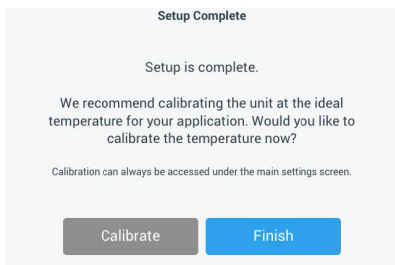 Setup Complete
Setup is complete.
We recommend calibrating the unit at the ideal
temperature for your application. Would you like to
calibrate the temperature now?
Calibration can always be accessed under the main settings screen.
Calibrate
Finish